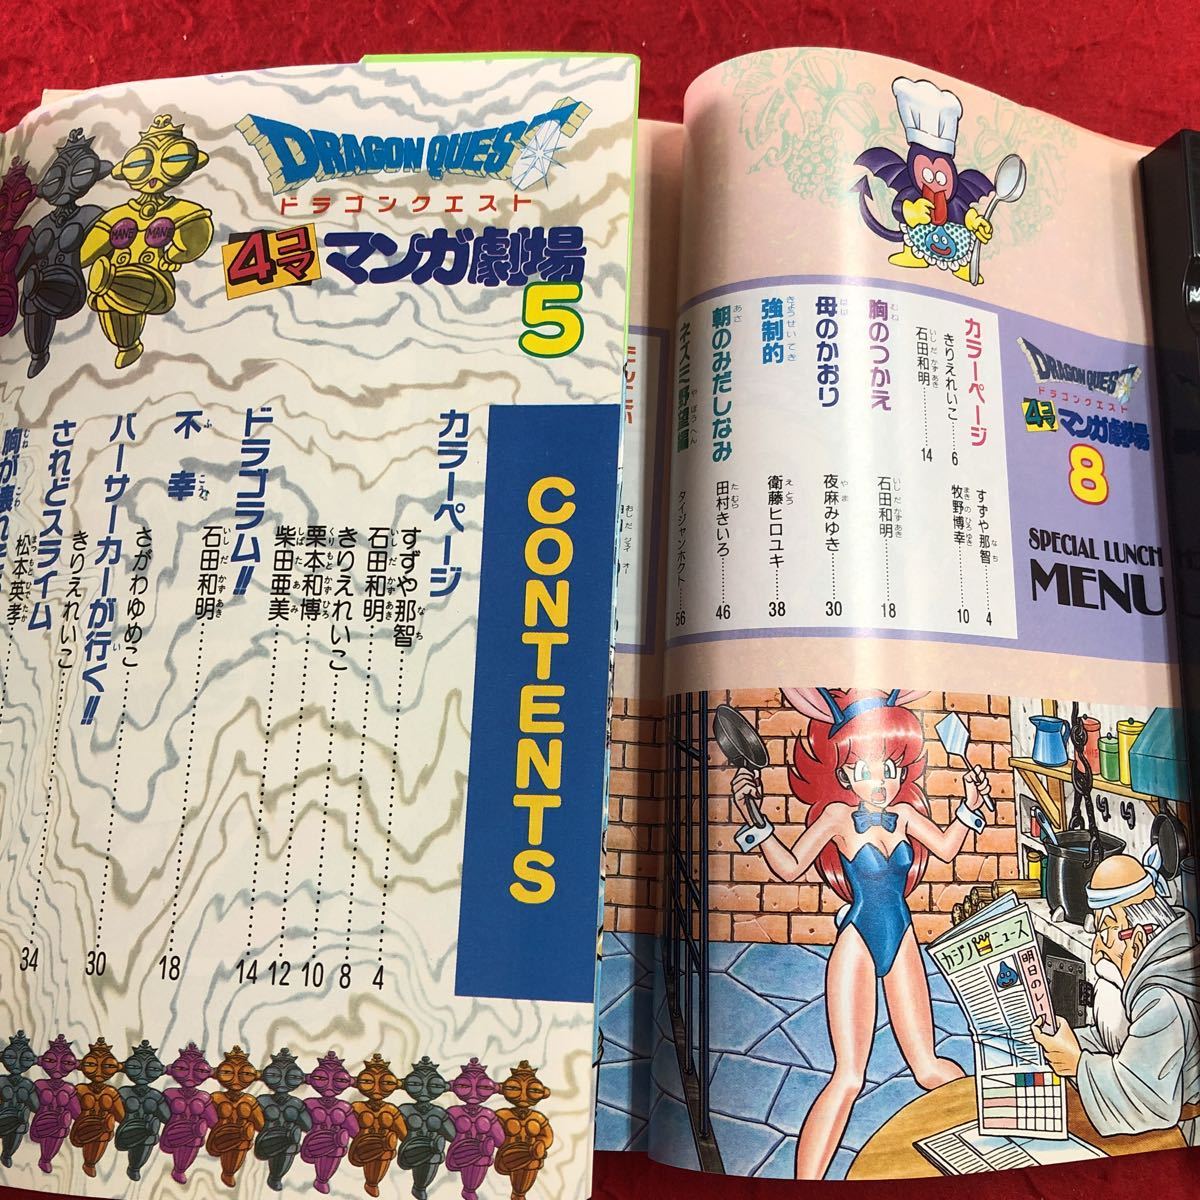 DRAGON QUEST
ドラゴンクエスト
4コママンガ劇場
5
CONTENTS
カラーページ
すずや那智 4
石田和明 8
きりえれいこ 10
栗本和博 12
柴田亜美 14
ドラゴラム!!
石田和明 18
不幸
さがわゆめこ 30
バーサーカーが行く!!
きりえれいこ 34
されどスライム
松本英孝
胸が壊れ
MANE
MANE
DRAGON QUEST
ドラゴンクエスト
4コママンガ劇場
8
SPECIAL LUNCH
MENU
カラーページ
すずや那智 4
牧野博幸 10
きりえれいこ 6
石田和明 14
胸のつかえ
石田和明 18
母のかおり
夜麻みゆき 30
強制的
衛藤ヒロユキ 38
朝のみだしなみ
田村きいろ 46
ネズミ野望編
タイジャンホクト 56
カジノニュース
明日のレー